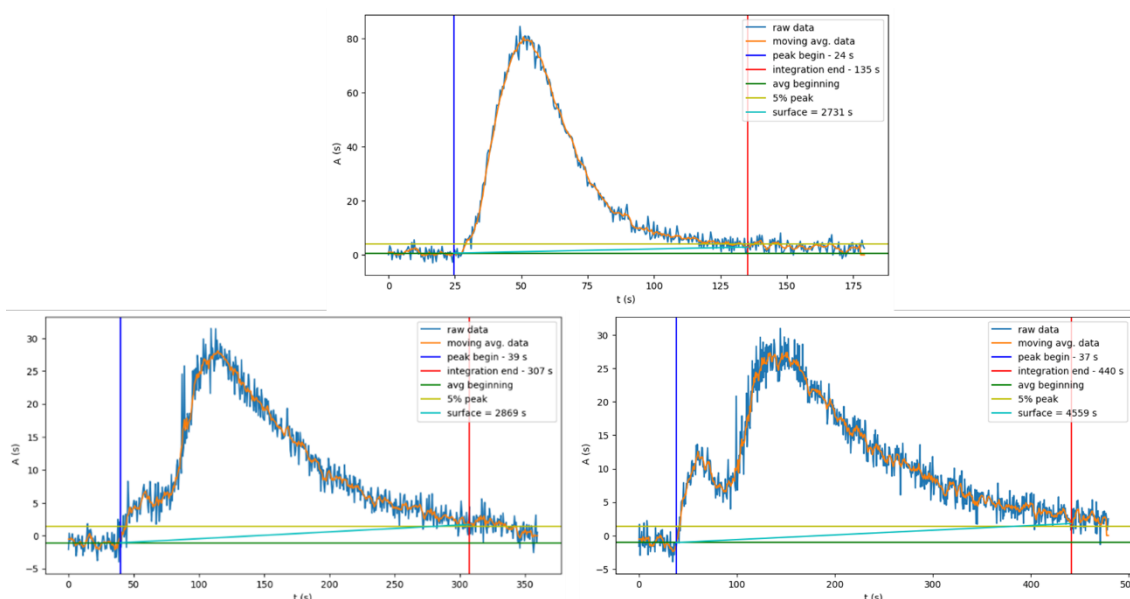 raw data
moving avg. data
peak begin - 24 s
integration end - 135 s
avg beginning
5% peak
surface = 2731 s
80
60
40
20
0
A (s)
0 25 50 75 100 125 150 175
t (s)
raw data
moving avg. data
peak begin - 39 s
integration end - 307 s
avg beginning
5% peak
surface = 2869 s
30
25
20
15
10
5
0
−5
A (s)
0 50 100 150 200 250 300 350
t (s)
raw data
moving avg. data
peak begin - 37 s
integration end - 440 s
avg beginning
5% peak
surface = 4559 s
30
25
20
15
10
5
0
−5
A (s)
0 100 200 300 400
t (s)